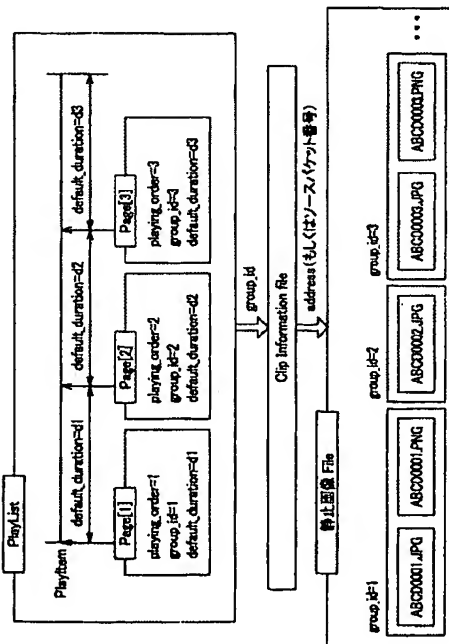 PlayList
PlayItem
default_duration=d1
default_duration=d2
default_duration=d3
Page[1]
playing_order=1
group_id=1
default_duration=d1
Page[2]
playing_order=2
group_id=2
default_duration=d2
Page[3]
playing_order=3
group_id=3
default_duration=d3
group_id
Clip Information file
address(もしくはソースパケット番号)
静止画像 File
group_id=1
ABCD0001.JPG
ABCD0001.PNG
group_id=2
ABCD0002.JPG
group_id=3
ABCD0003.JPG
ABCD0003.PNG
...